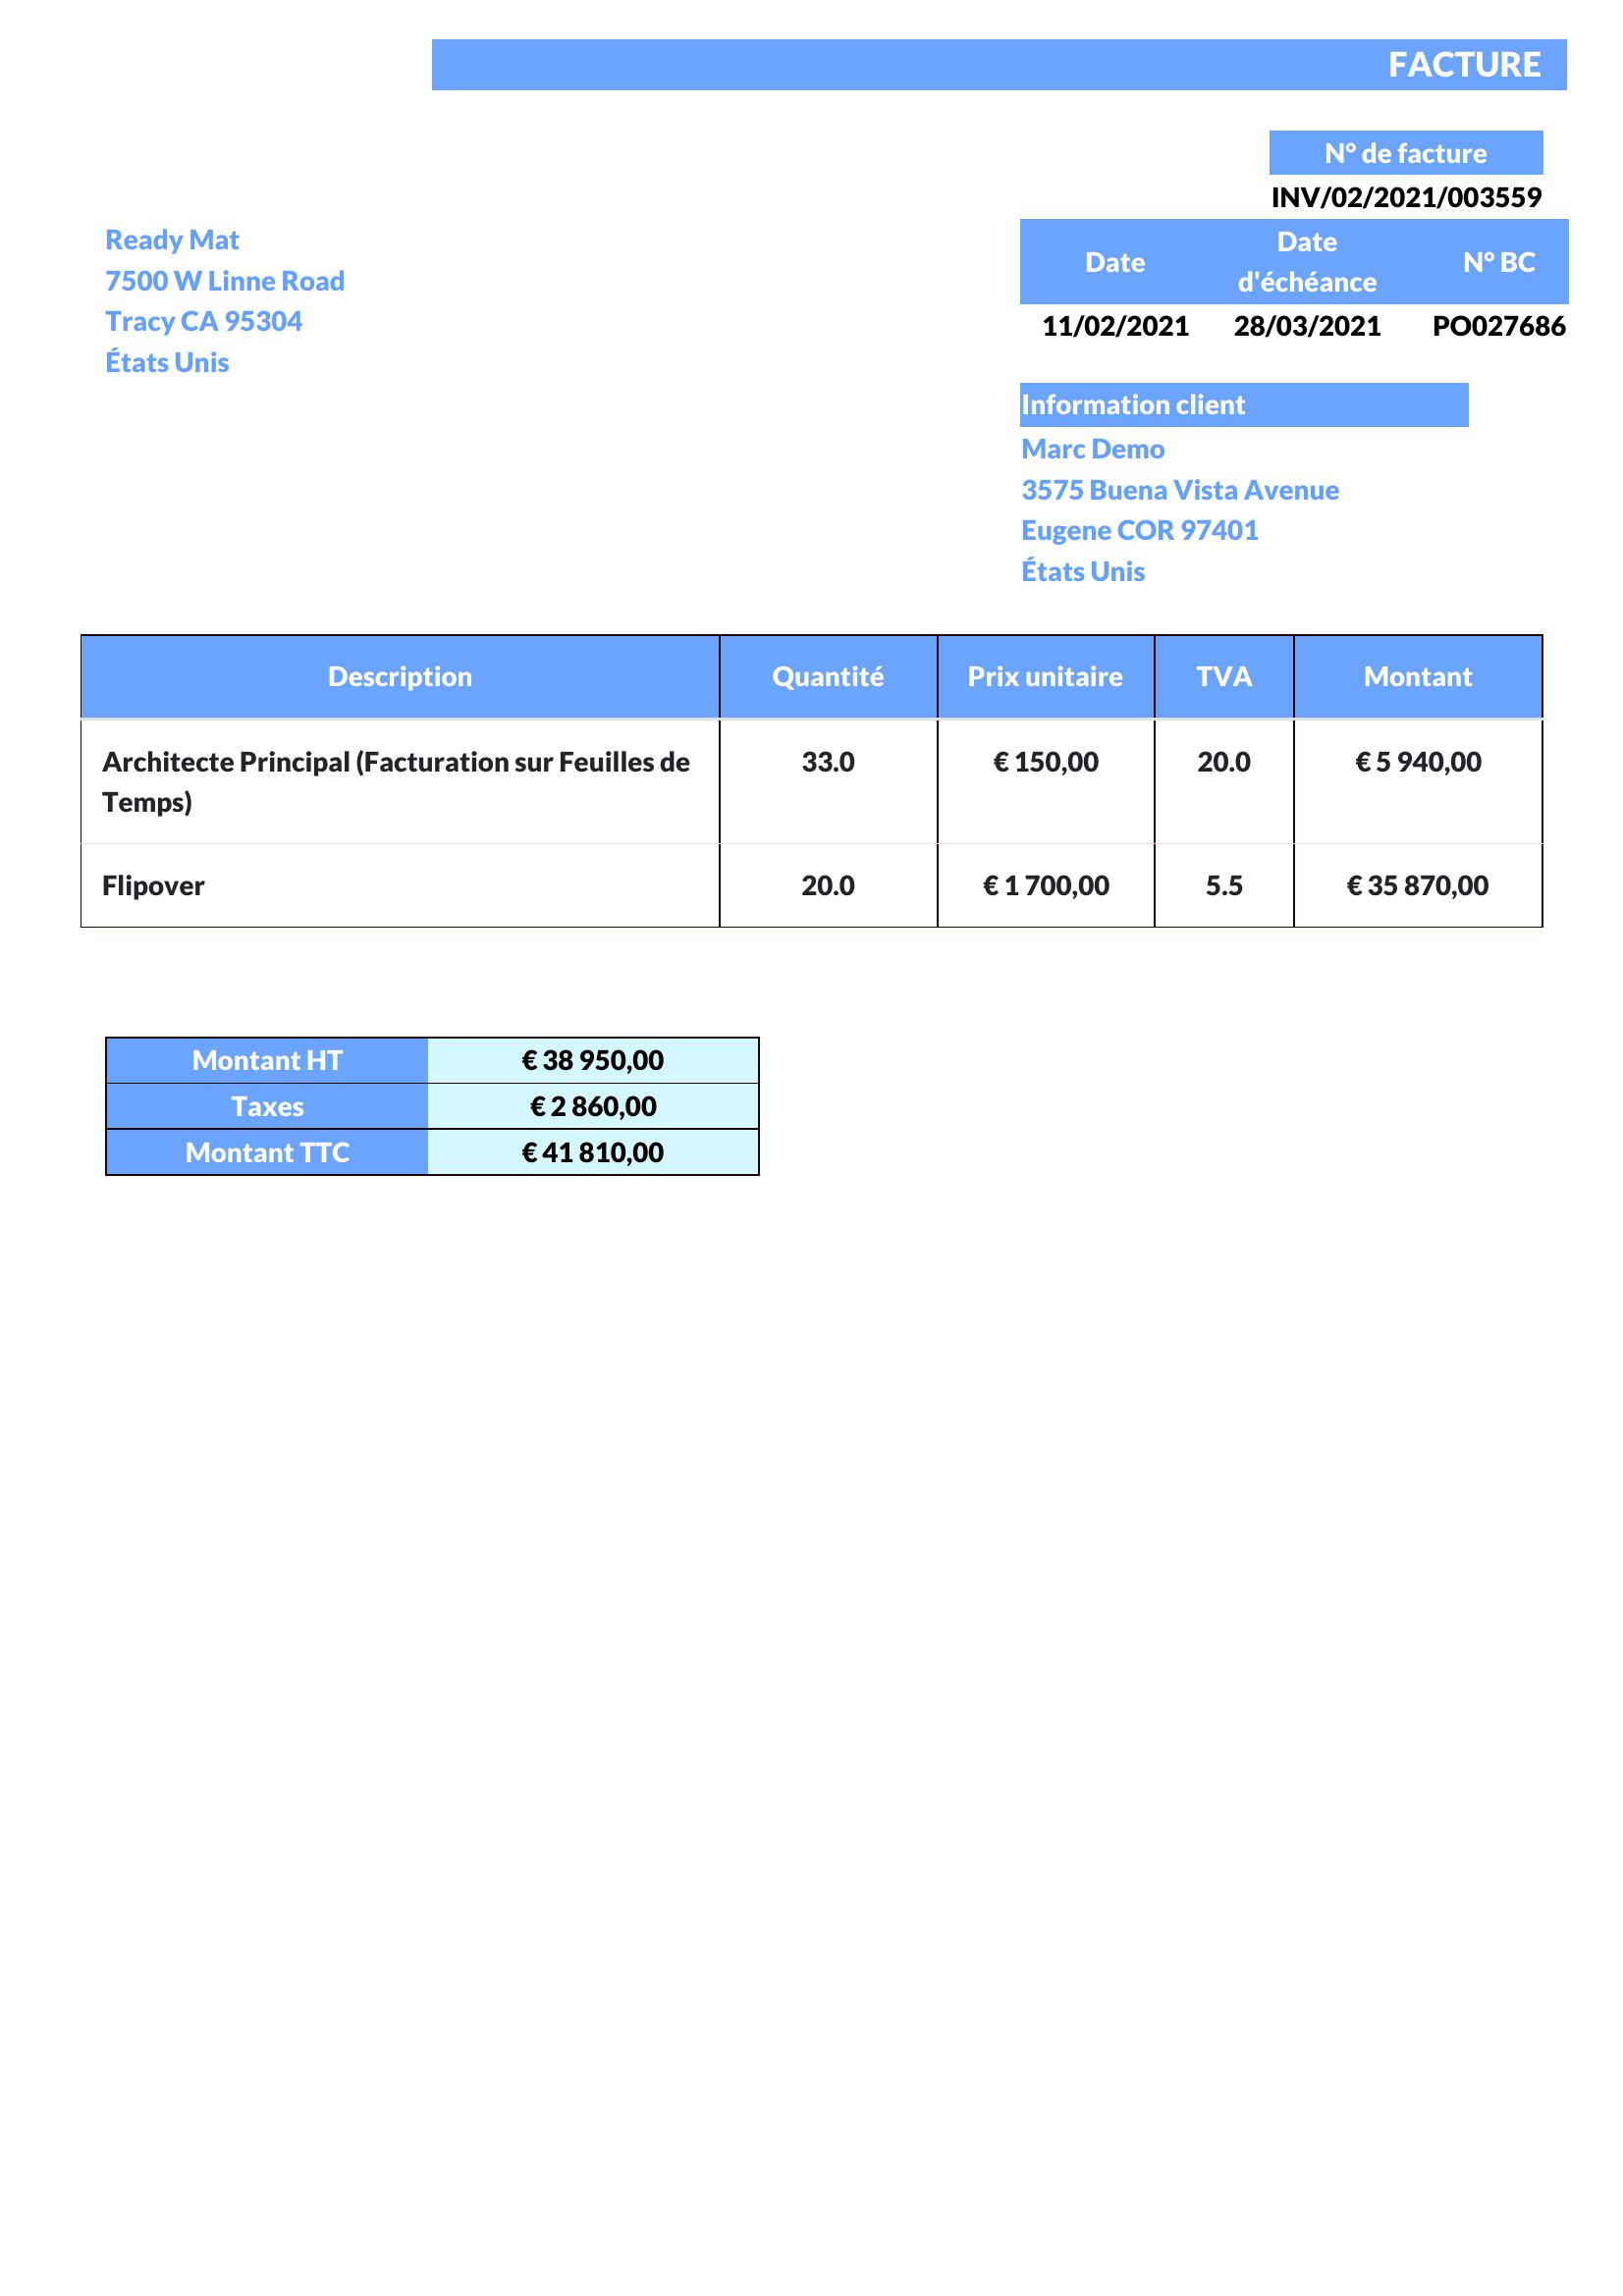 FACTURE
N° de facture
INV/02/2021/003559
Ready Mat
7500 W Linne Road
Tracy CA 95304
États Unis
Date Date d'échéance N° BC
11/02/2021 28/03/2021 PO027686
Information client
Marc Demo
3575 Buena Vista Avenue
Eugene COR 97401
États Unis
Description Quantité Prix unitaire TVA Montant
Architecte Principal (Facturation sur Feuilles de 33.0 € 150,00 20.0 € 5 940,00
Temps)
Flipover 20.0 € 1 700,00 5.5 € 35 870,00
Montant HT € 38 950,00
Taxes € 2 860,00
Montant TTC € 41 810,00